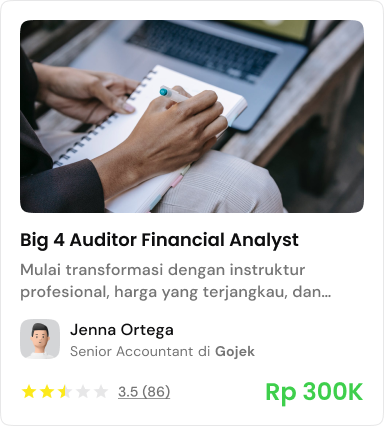 Big 4 Auditor Financial Analyst
Mulai transformasi dengan instruktur
profesional, harga yang terjangkau, dan...
Jenna Ortega
Senior Accountant di Gojek
3.5 (86)
Rp 300K